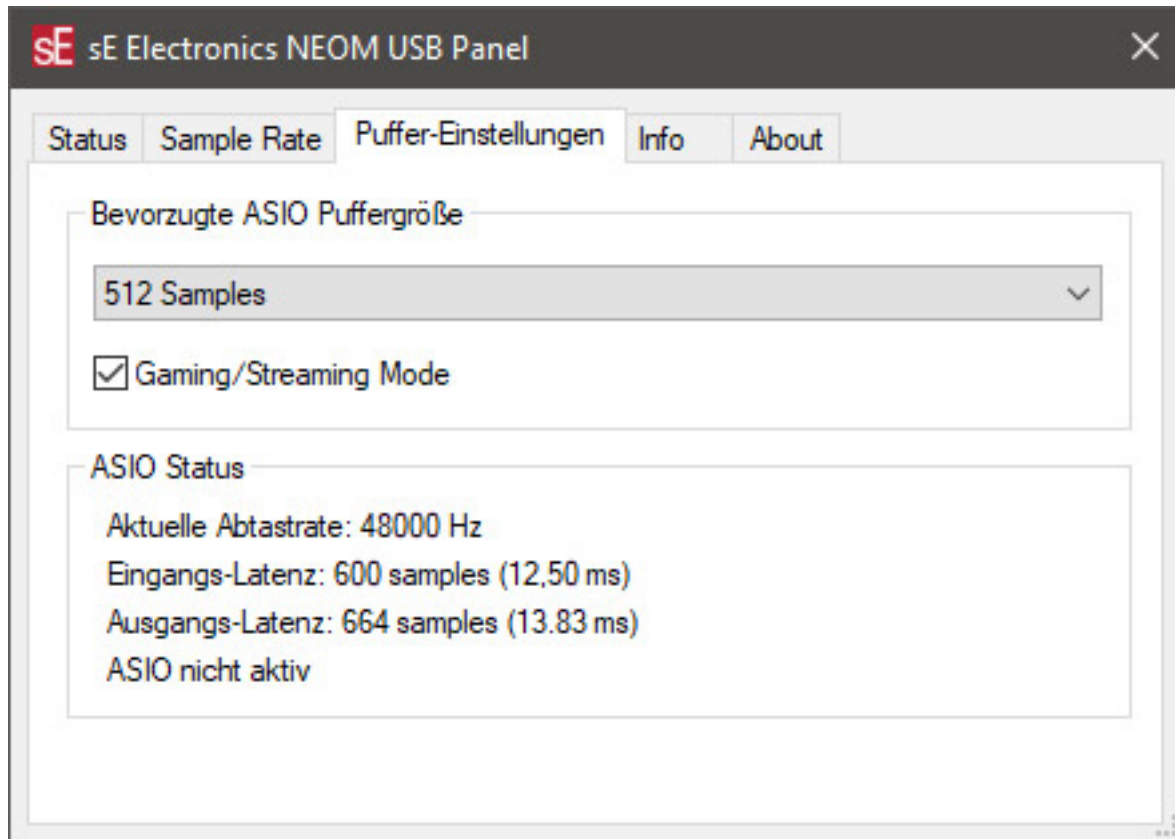 sE sE Electronics NEOM USB Panel
Status Sample Rate Puffer-Einstellungen Info About
Bevorzugte ASIO Puffergröße
512 Samples
Gaming/Streaming Mode
ASIO Status
Aktuelle Abtastrate: 48000 Hz
Eingangs-Latenz: 600 samples (12,50 ms)
Ausgangs-Latenz: 664 samples (13.83 ms)
ASIO nicht aktiv